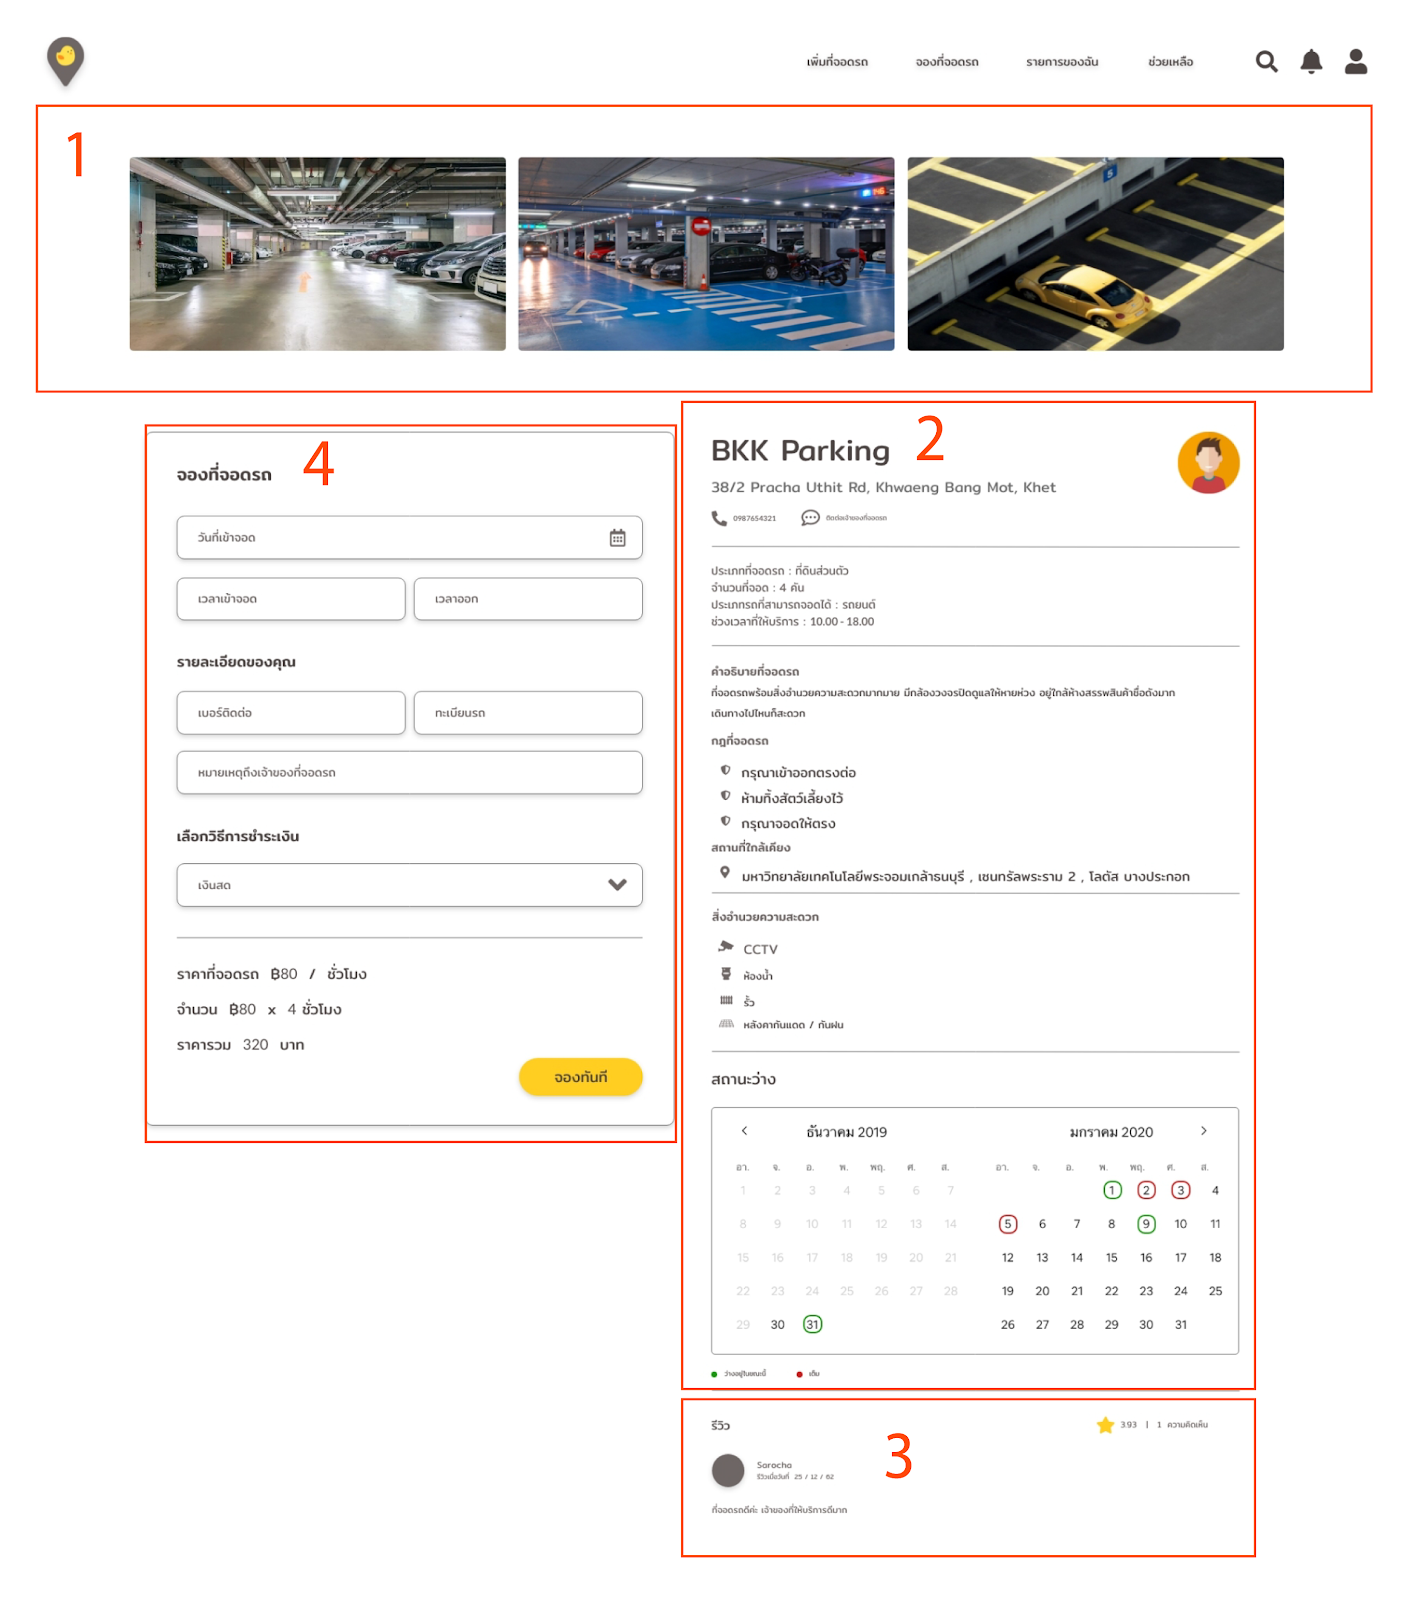 เพิ่มที่จอดรถ จองที่จอดรถ รายการของฉัน ช่วยเหลือ
1
5
4
จองที่จอดรถ
วันที่เข้าจอด
เวลาเข้าจอด เวลาออก
รายละเอียดของคุณ
เบอร์ติดต่อ ทะเบียนรถ
หมายเหตุถึงเจ้าของที่จอดรถ
เลือกวิธีการชำระเงิน
เงินสด
ราคาที่จอดรถ ฿80 / ชั่วโมง
จำนวน ฿80 x 4 ชั่วโมง
ราคารวม 320 บาท
จองทันที
2
BKK Parking
38/2 Pracha Uthit Rd, Khwaeng Bang Mot, Khet
0987654321 ติดต่อเจ้าของที่จอดรถ
ประเภทที่จอดรถ : ที่ดินส่วนตัว
จำนวนที่จอด : 4 คัน
ประเภทรถที่สามารถจอดได้ : รถยนต์
ช่วงเวลาที่ให้บริการ : 10.00 - 18.00
คำอธิบายที่จอดรถ
ที่จอดรถพร้อมสิ่งอำนวยความสะดวกมากมาย มีกล้องวงจรปิดดูแลให้หายห่วง อยู่ใกล้ห้างสรรพสินค้าชื่อดังมาก
เดินทางไปไหนก็สะดวก
กฎที่จอดรถ
กรุณาเข้าออกตรงต่อ
ห้ามทิ้งสัตว์เลี้ยงไว้
กรุณาจอดให้ตรง
สถานที่ใกล้เคียง
มหาวิทยาลัยเทคโนโลยีพระจอมเกล้าธนบุรี , เซนทรัลพระราม 2 , โลตัส บางประกอก
สิ่งอำนวยความสะดวก
CCTV
ห้องน้ำ
รั้ว
หลังคากันแดด / กันฝน
สถานะว่าง
ธันวาคม 2019 มกราคม 2020
อา. จ. อ. พ. พฤ. ศ. ส. อา. จ. อ. พ. พฤ. ศ. ส.
1 2 3 4 5 6 7 1 2 3 4
8 9 10 11 12 13 14 5 6 7 8 9 10 11
15 16 17 18 19 20 21 12 13 14 15 16 17 18
22 23 24 25 26 27 28 19 20 21 22 23 24 25
29 30 31 26 27 28 29 30 31
ว่างอยู่ในขณะนี้ เต็ม
รีวิว 3.93 | 1 ความคิดเห็น
3
Sarocha
รีวิวเมื่อวันที่ 25 / 12 / 62
ที่จอดรถดีค่ะ เจ้าของที่ให้บริการดีมาก